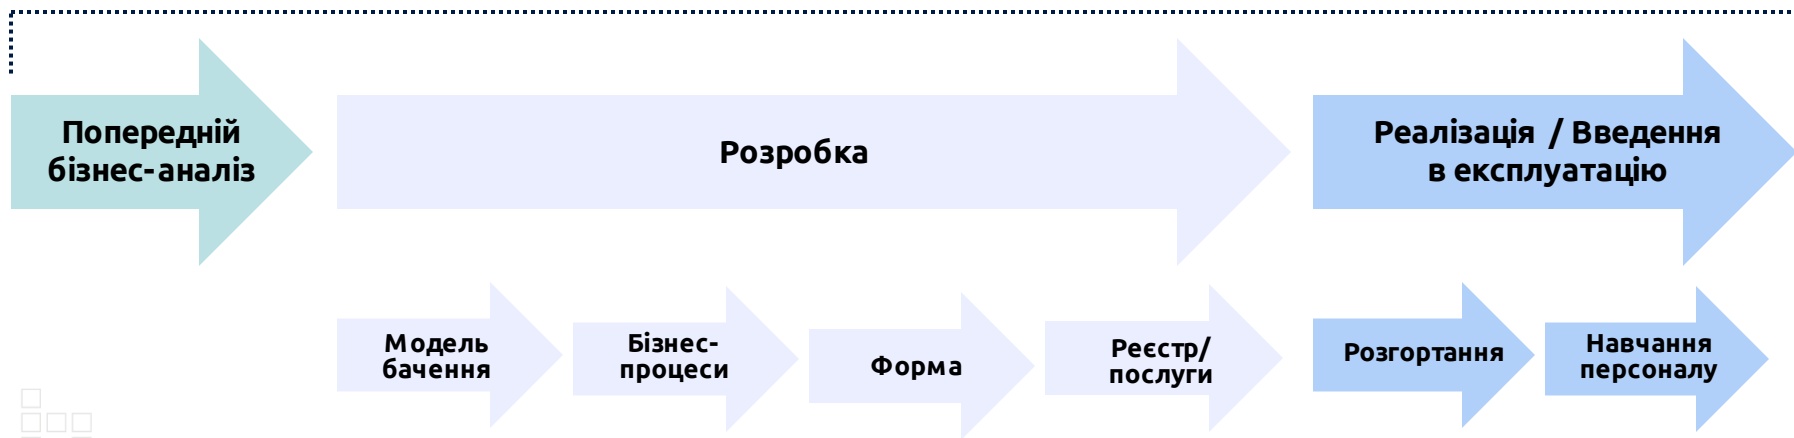 Попередній
бізнес-аналіз
Розробка
Реалізація / Введення
в експлуатацію
Модель
бачення
Бізнес-
процеси
Форма
Реєстр/
послуги
Розгортання
Навчання
персоналу